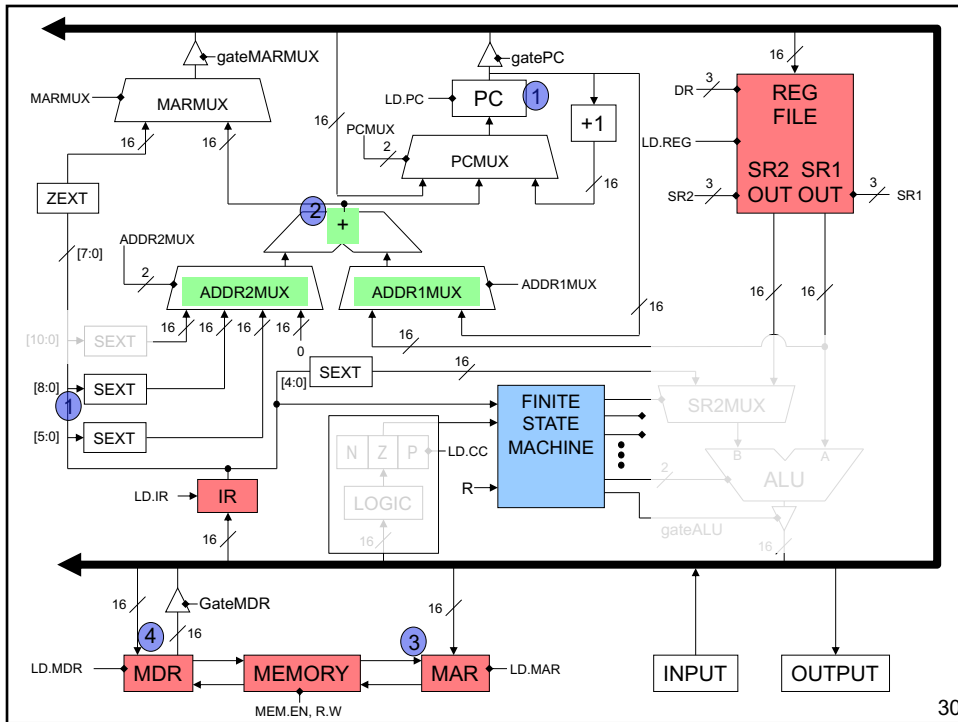 gateMARMUX
gatePC
16
16
MARMUX
MARMUX
LD.PC
PC
1
+1
DR
3
REG
FILE
LD.REG
16
16
16
PCMUX
2
PCMUX
16
SR2 SR1
OUT OUT
SR2
3
3
SR1
ZEXT
2
+
[7:0]
ADDR2MUX
2
ADDR2MUX
ADDR1MUX
ADDR1MUX
16
16
16
16
16
16
16
0
16
[10:0]
SEXT
[8:0]
SEXT
1
[4:0]
SEXT
16
[5:0]
SEXT
FINITE
STATE
MACHINE
SR2MUX
N Z P
LD.CC
B
A
ALU
2
LOGIC
R
LD.IR
IR
gateALU
16
16
16
GateMDR
16
16
16
4
3
LD.MDR
MDR
MEMORY
MAR
LD.MAR
INPUT
OUTPUT
MEM.EN, R.W
30